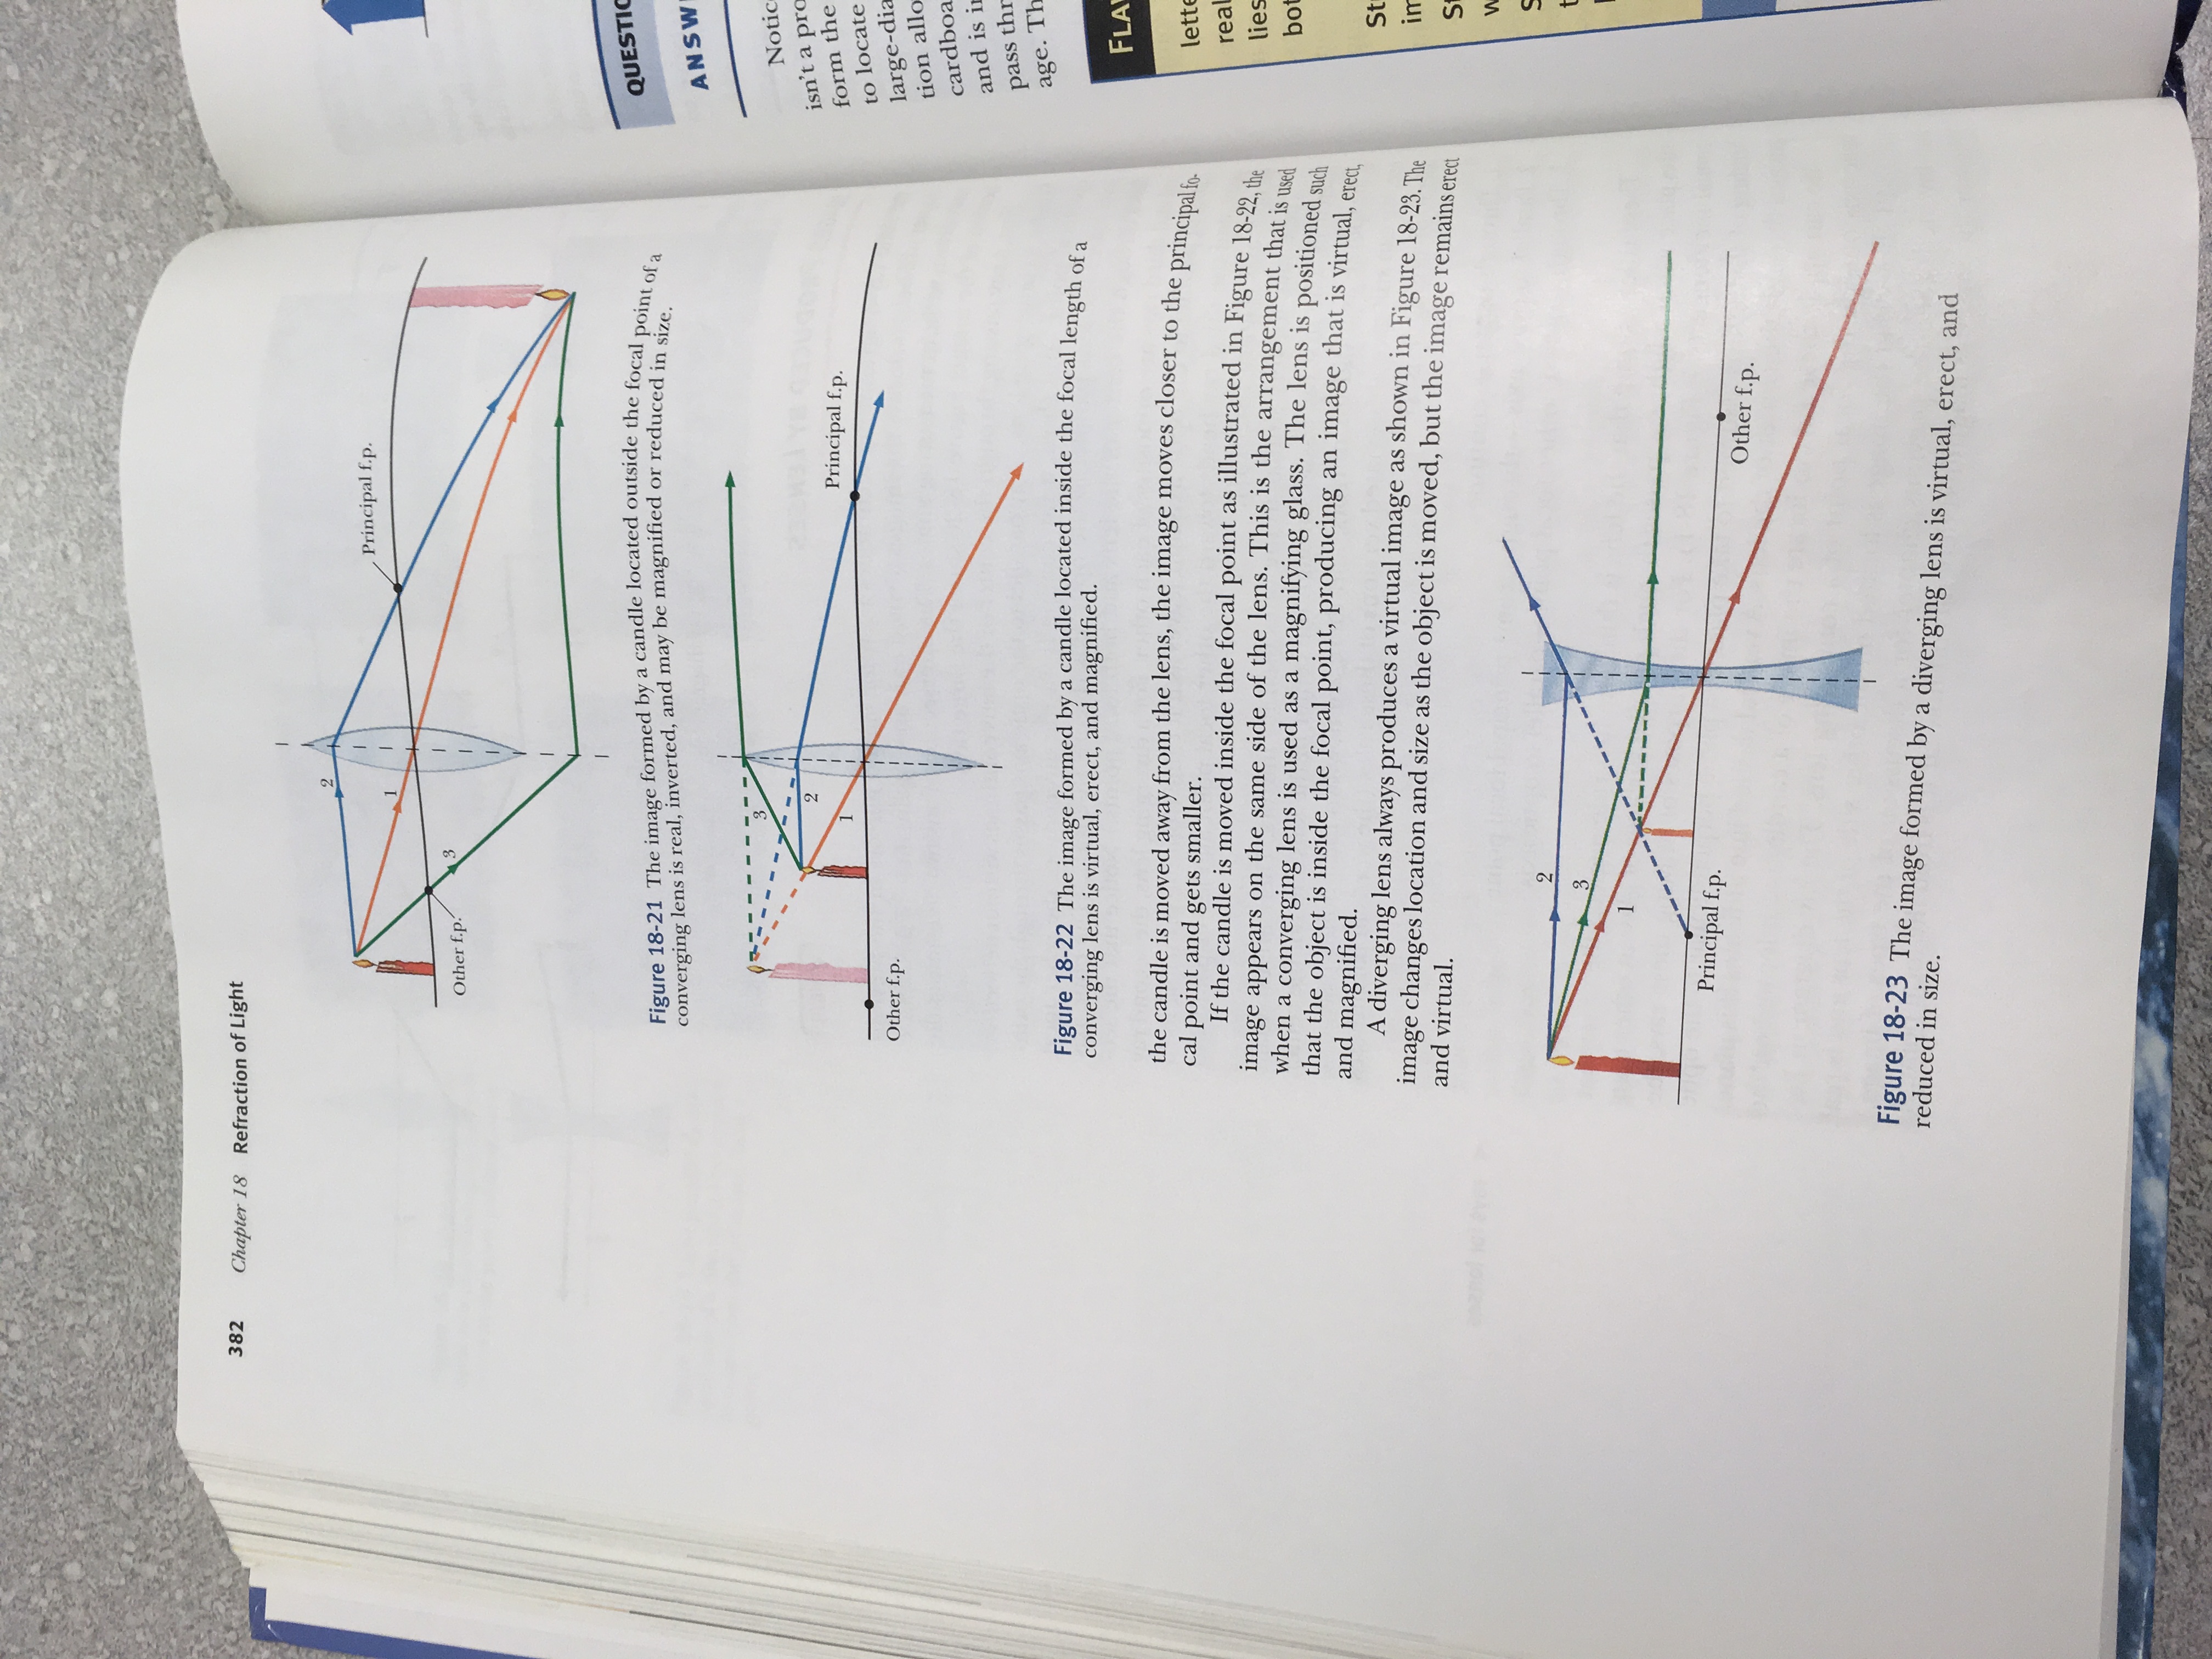 382 Chapter 18 Refraction of Light
2
1
3
Principal f.p.
Other f.p.
Figure 18-21 The image formed by a candle located outside the focal point of a
converging lens is real, inverted, and may be magnified or reduced in size.
3
2
1
Principal f.p.
Other f.p.
Figure 18-22 The image formed by a candle located inside the focal length of a
converging lens is virtual, erect, and magnified.
the candle is moved away from the lens, the image moves closer to the principal fo-
cal point and gets smaller.
If the candle is moved inside the focal point as illustrated in Figure 18-22, the
image appears on the same side of the lens. This is the arrangement that is used
when a converging lens is used as a magnifying glass. The lens is positioned such
that the object is inside the focal point, producing an image that is virtual, erect,
and magnified.
A diverging lens always produces a virtual image as shown in Figure 18-23. The
image changes location and size as the object is moved, but the image remains erect
and virtual.
2
3
1
Principal f.p.
Other f.p.
Figure 18-23 The image formed by a diverging lens is virtual, erect, and
reduced in size.
QUESTIO
ANSW
Notic
isn't a pro
form the
to locate
large-dia
tion allo
cardboa
and is i
pass thr
age. Th
FLA
lette
real
lies
bot
St
im
St
w
S
t